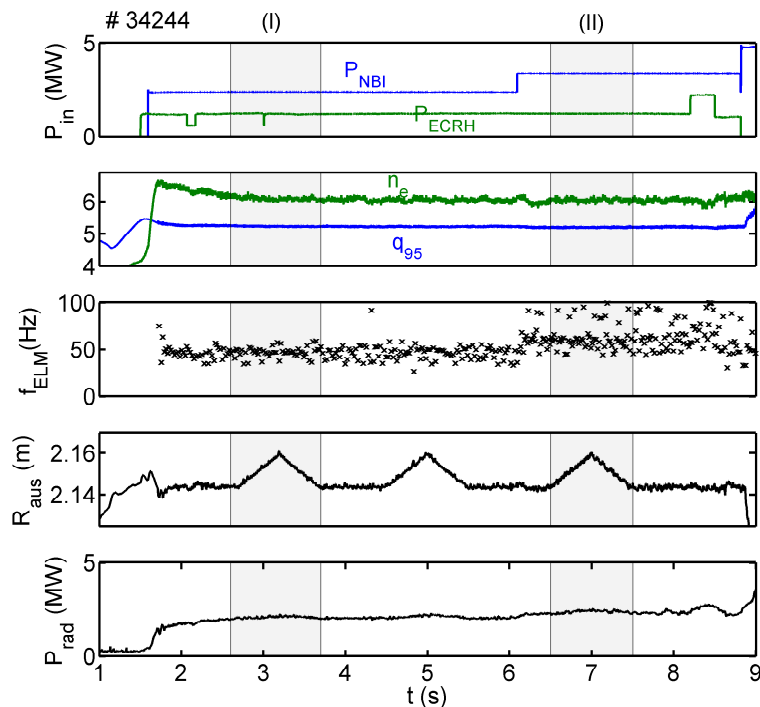 # 34244 (I) (II)
P_in (MW)
5
0
P_NBI
P_ECRH
6
5
4
n_e
q_95
f_ELM(Hz)
100
50
0
R_aus (m)
2.16
2.14
P_rad (MW)
5
0
1 2 3 4 5 6 7 8 9
t (s)